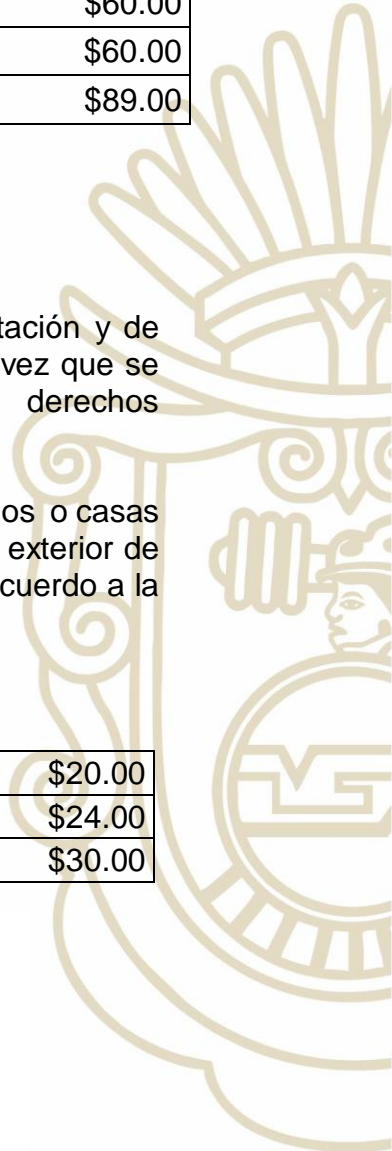 $60.00
$60.00
$89.00
tación y de
vez que se
derechos
os o casas
exterior de
cuerdo a la
$20.00
$24.00
$30.00